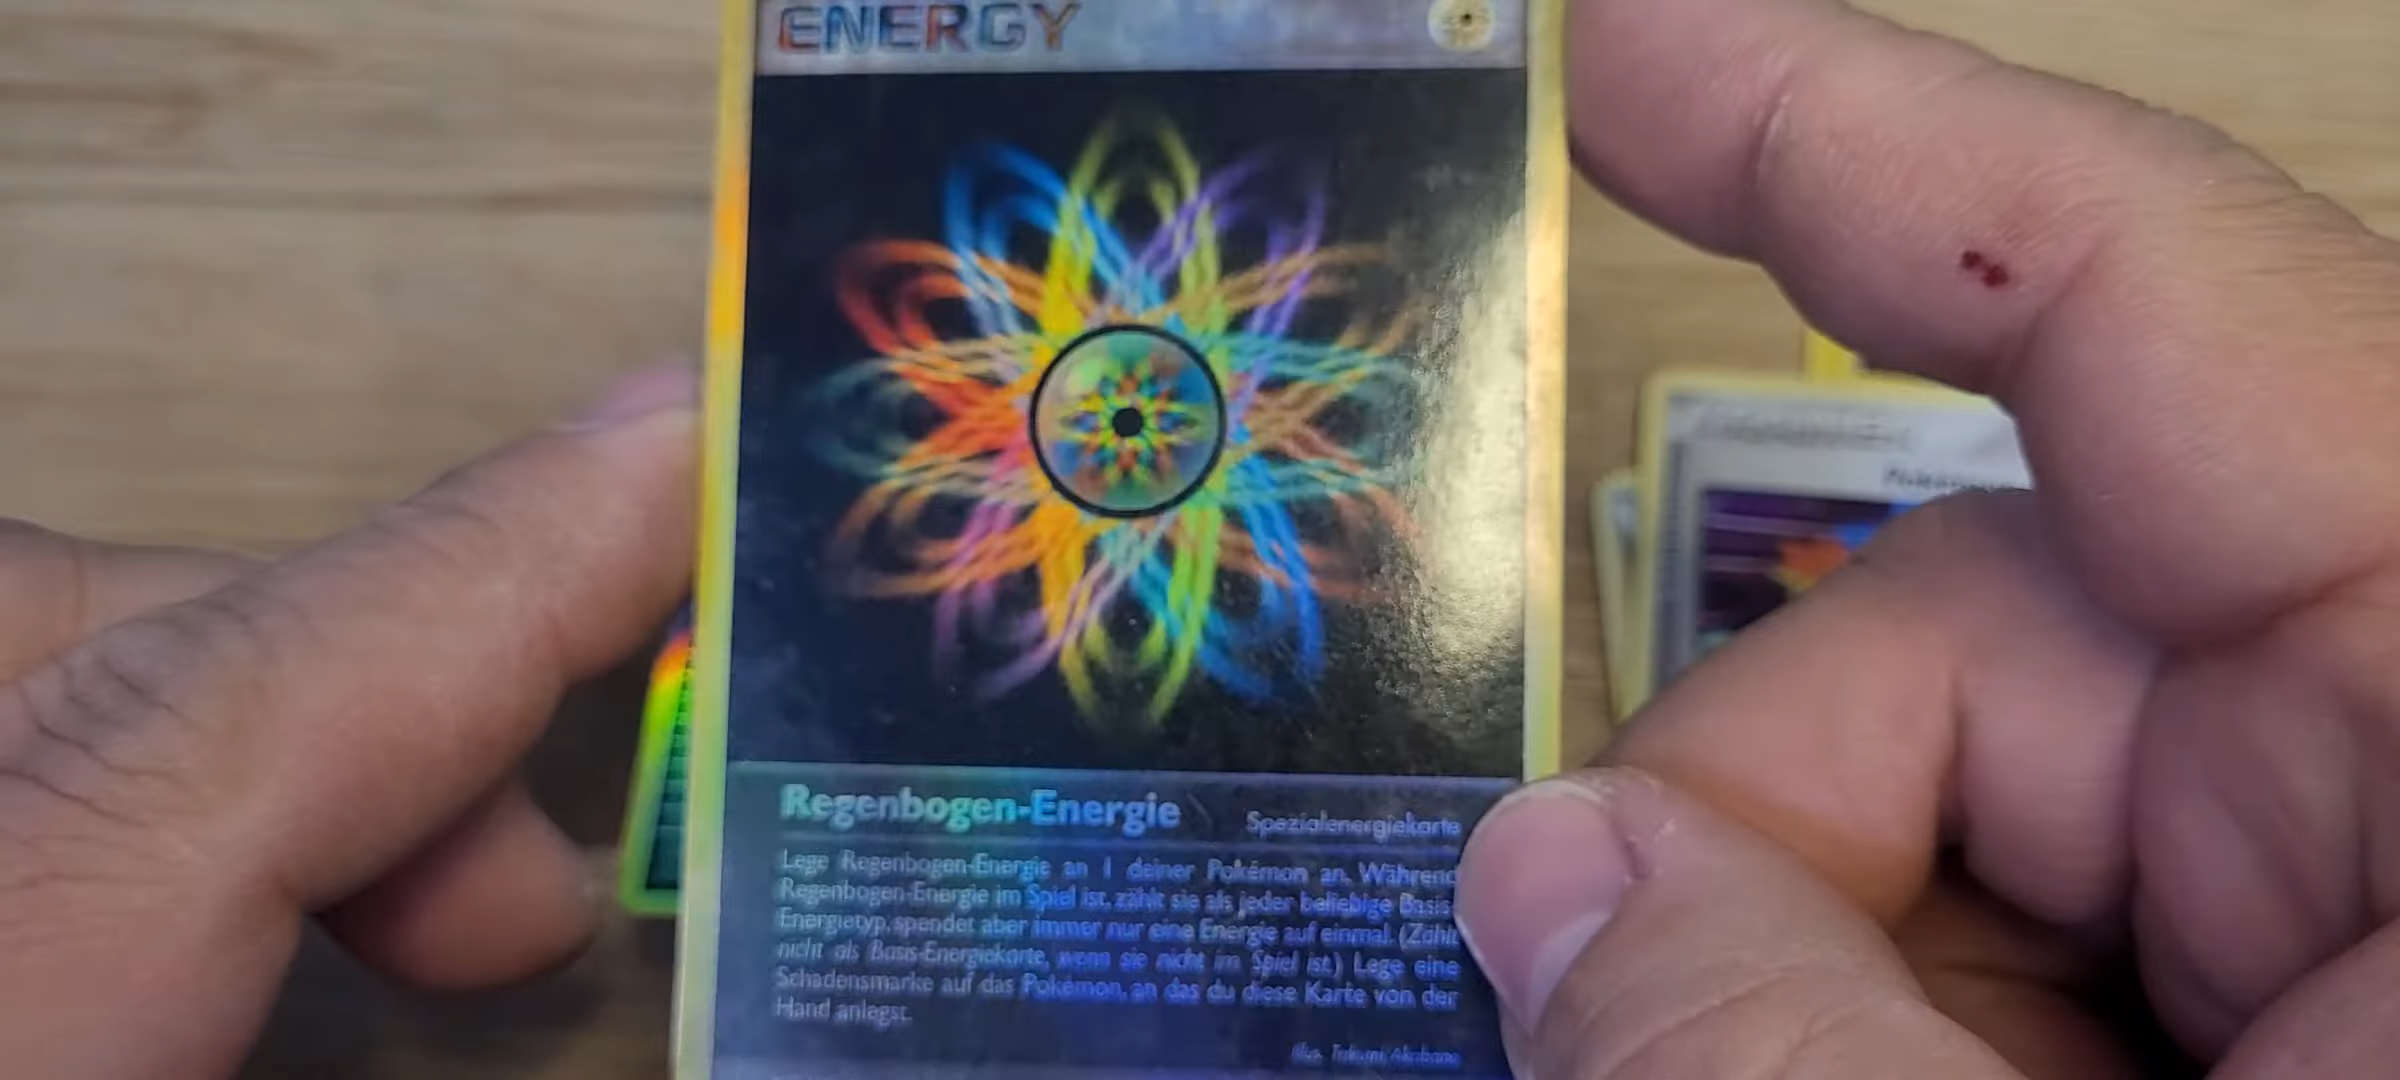 ENERGY
Regenbogen-Energie
Spezialenergiekarte
Lege Regenbogen-Energie an 1 deiner Pokémon an. Während
Regenbogen-Energie im Spiel ist, zählt sie als jeder beliebige Basis-
Energietyp, spendet aber immer nur eine Energie auf einmal. (Zählt
nicht als Basis-Energiekarte, wenn sie nicht im Spiel ist.) Lege eine
Schadensmarke auf das Pokémon, an das du diese Karte von der
Hand anlegst.
Illus. Takumi Akabane